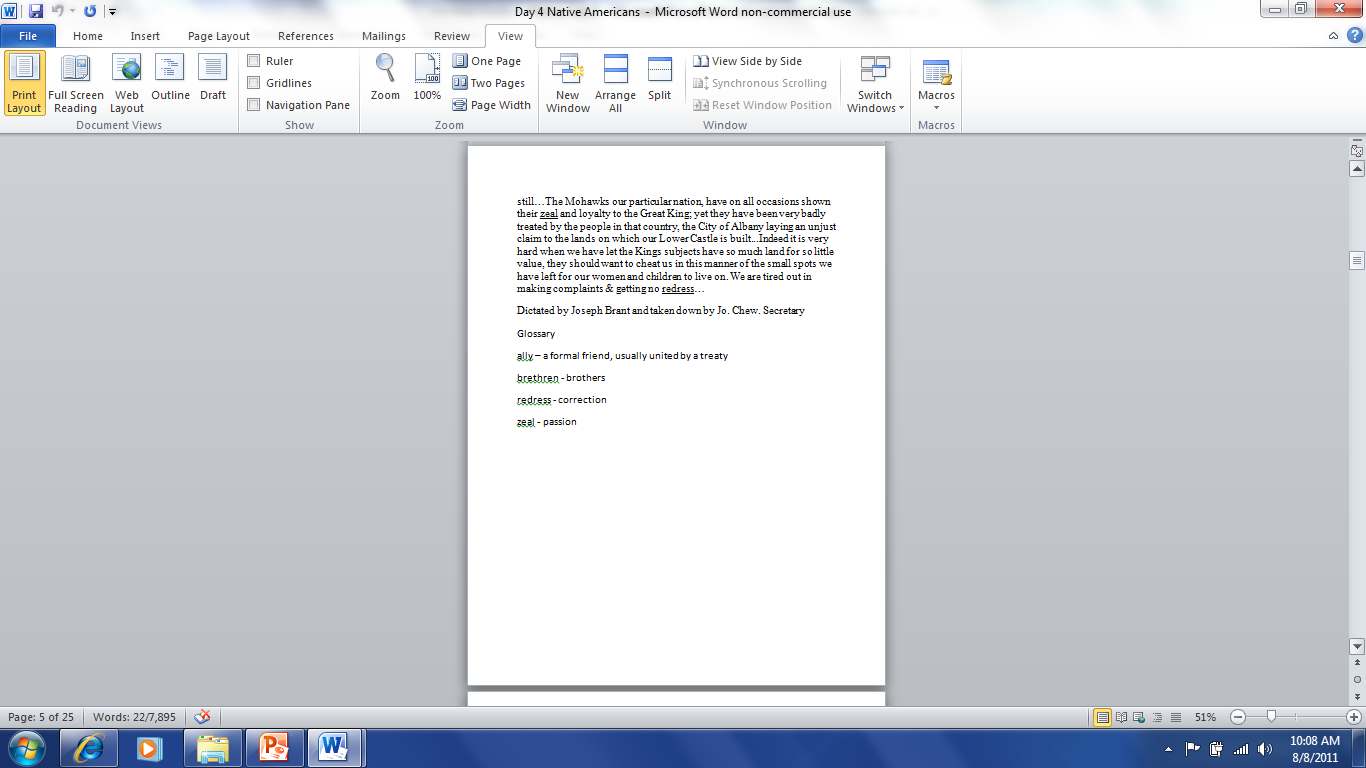 Day 4 Native Americans - Microsoft Word non-commercial use
File Home Insert Page Layout References Mailings Review View
Print Layout
Full Screen Reading
Web Layout
Outline
Draft
Document Views
Ruler
Gridlines
Navigation Pane
Show
Zoom
100%
One Page
Two Pages
Page Width
Zoom
New Window
Arrange All
Split
View Side by Side
Synchronous Scrolling
Reset Window Position
Window
Switch Windows
Macros
Macros
still…The Mohawks our particular nation, have on all occasions shown
their zeal and loyalty to the Great King; yet they have been very badly
treated by the people in that country, the City of Albany laying an unjust
claim to the lands on which our Lower Castle is built...Indeed it is very
hard when we have let the Kings subjects have so much land for so little
value, they should want to cheat us in this manner of the small spots we
have left for our women and children to live on. We are tired out in
making complaints & getting no redress…
Dictated by Joseph Brant and taken down by Jo. Chew. Secretary
Glossary
ally – a formal friend, usually united by a treaty
brethren - brothers
redress - correction
zeal - passion
Page: 5 of 25 Words: 22/7,895
51%
10:08 AM
8/8/2011